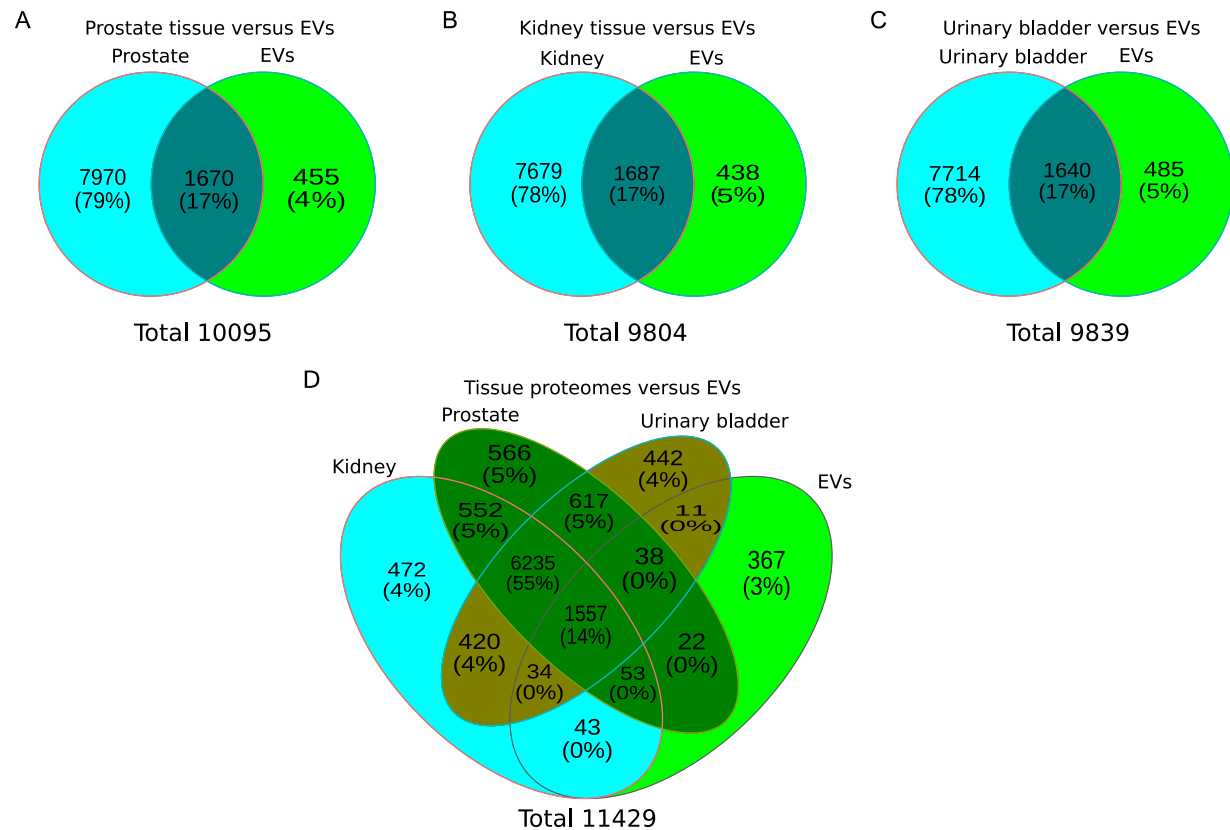 A
Prostate tissue versus EVs
Prostate
EVs
7970
(79%)
1670
(17%)
455
(4%)
Total 10095
B
Kidney tissue versus EVs
Kidney
EVs
7679
(78%)
1687
(17%)
438
(5%)
Total 9804
C
Urinary bladder versus EVs
Urinary bladder
EVs
7714
(78%)
1640
(17%)
485
(5%)
Total 9839
D
Tissue proteomes versus EVs
Prostate
Urinary bladder
Kidney
EVs
566
(5%)
442
(4%)
552
(5%)
617
(5%)
11
(0%)
472
(4%)
6235
(55%)
38
(0%)
367
(3%)
1557
(14%)
420
(4%)
34
(0%)
53
(0%)
22
(0%)
43
(0%)
Total 11429